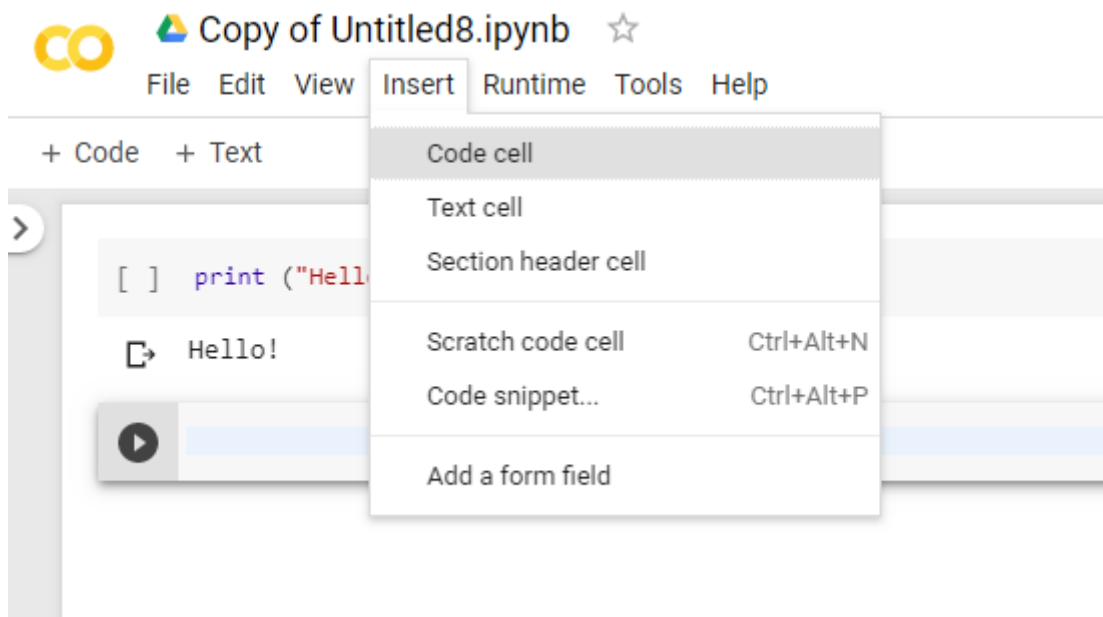 CO Copy of Untitled8.ipynb
File Edit View Insert Runtime Tools Help
+ Code + Text
Code cell
Text cell
Section header cell
[ ] print ("Hell
Hello!
Scratch code cell Ctrl+Alt+N
Code snippet... Ctrl+Alt+P
Add a form field